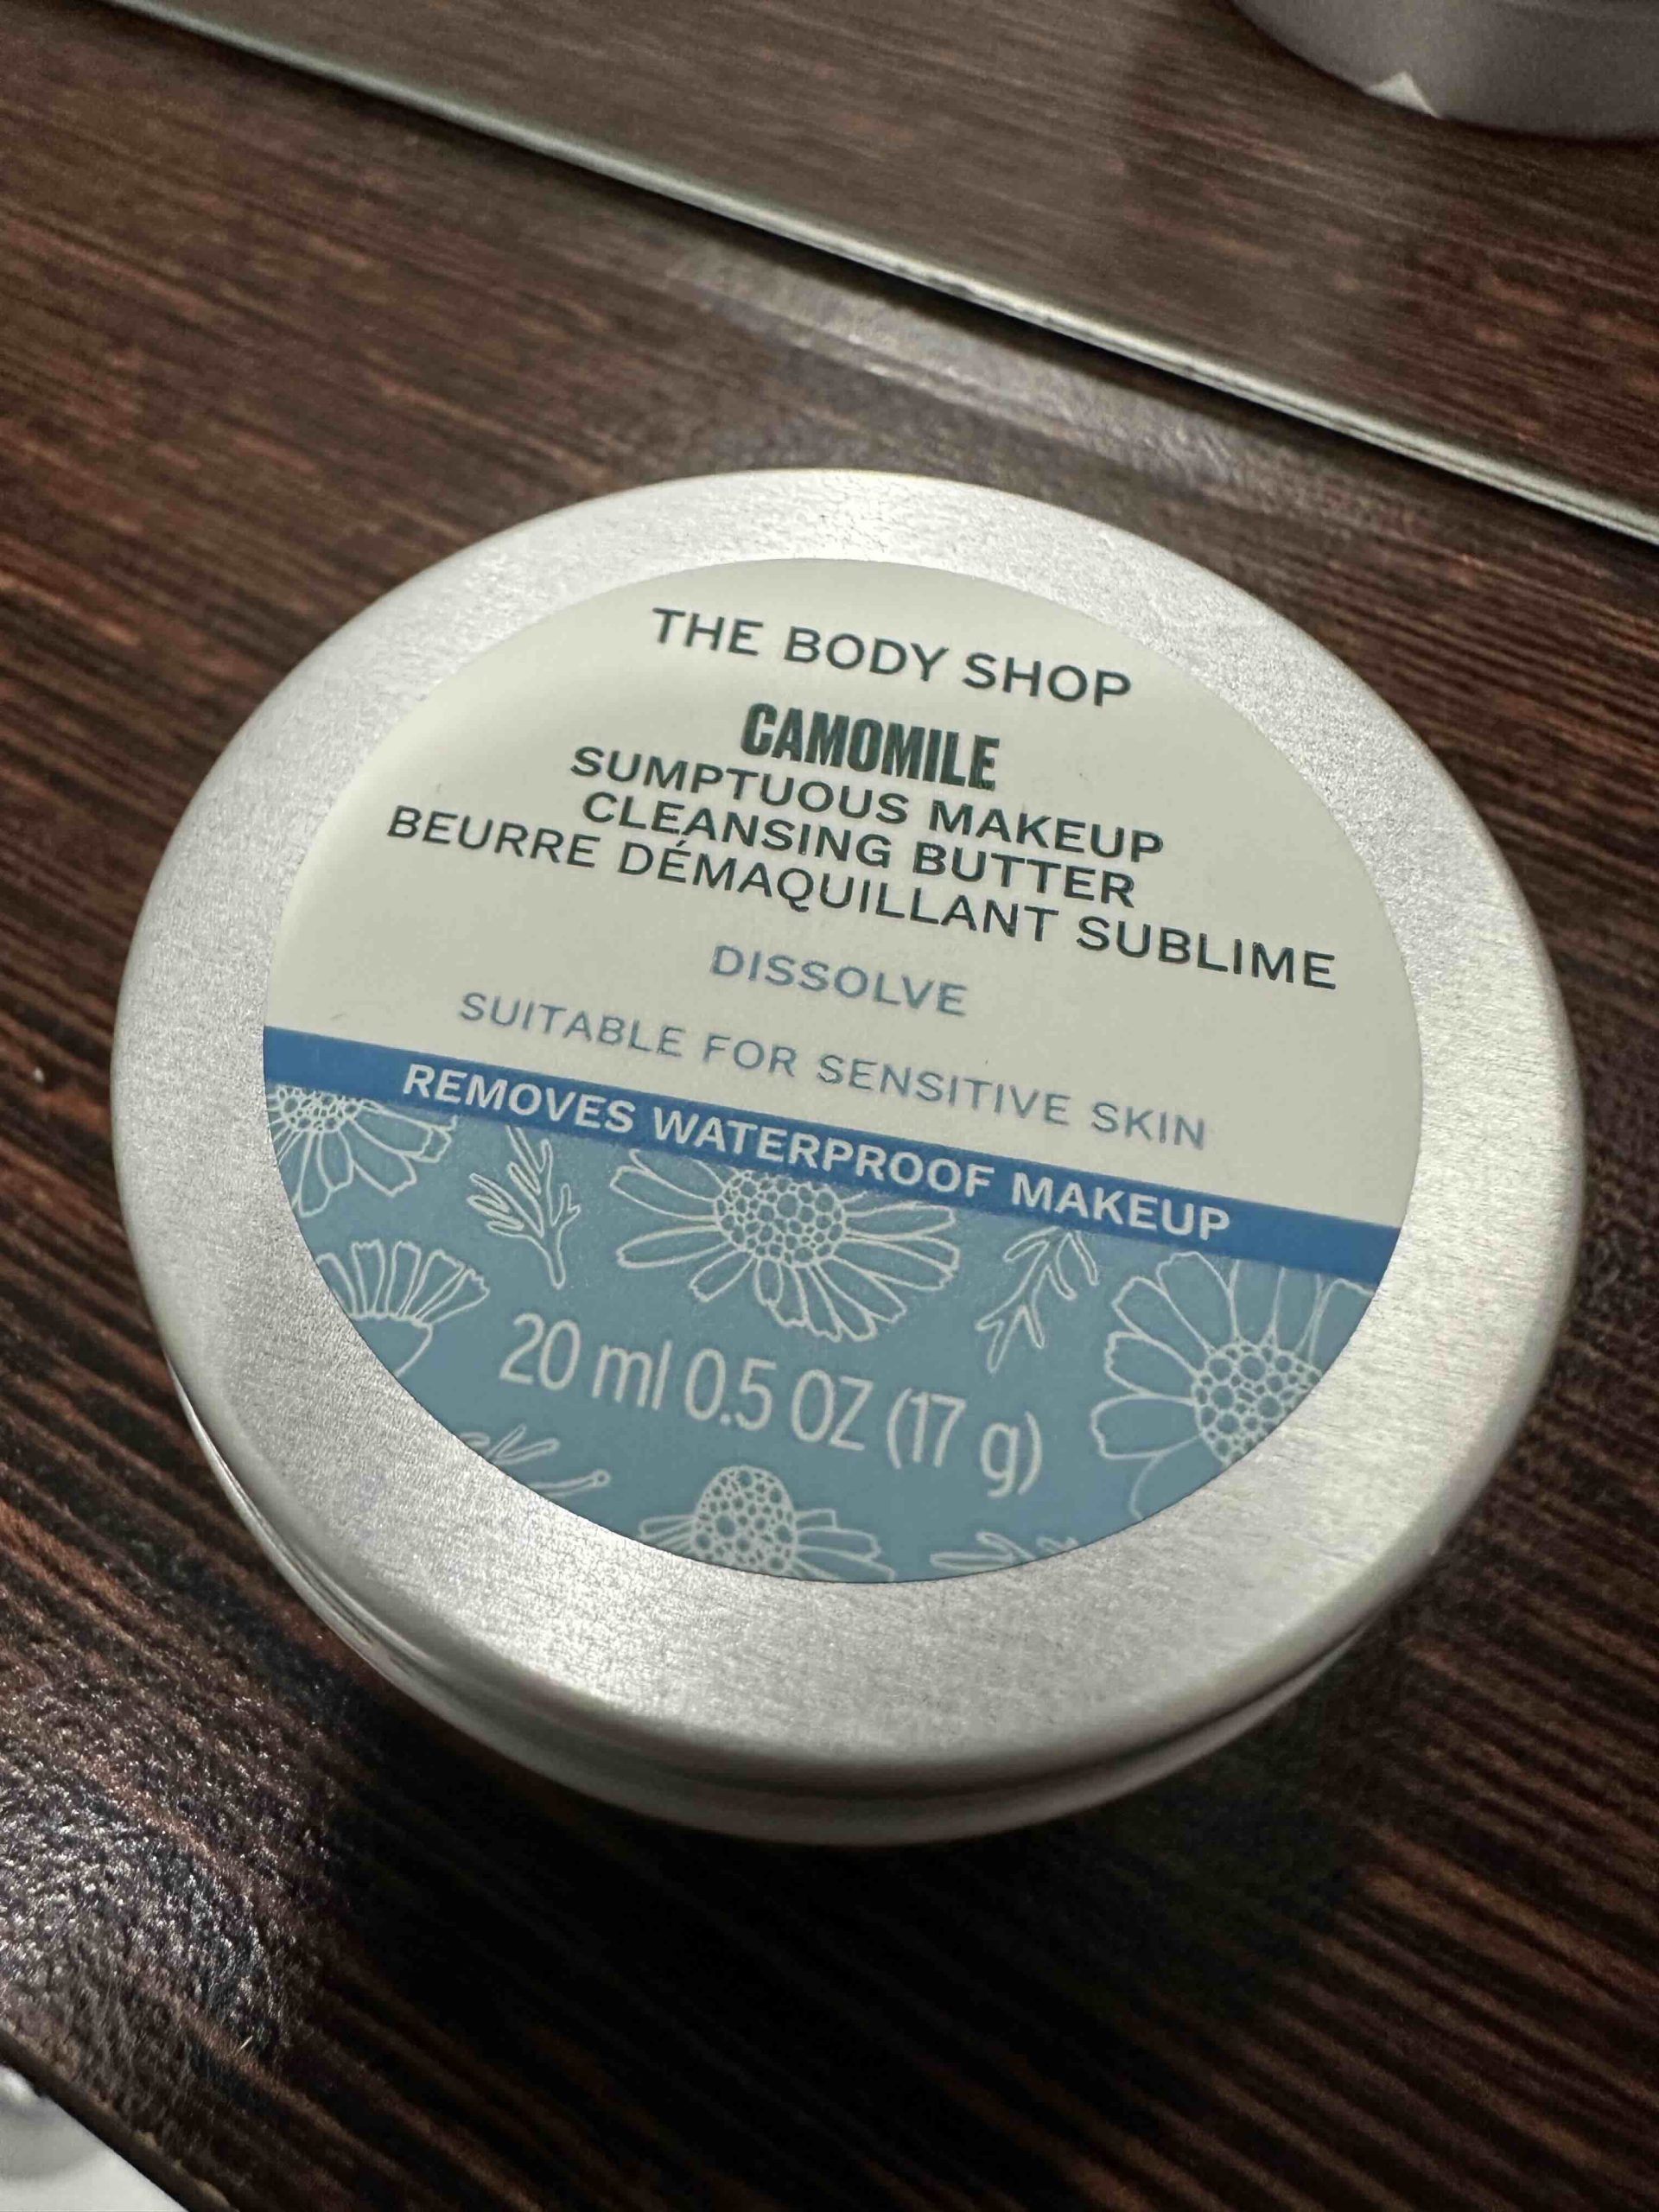 THE BODY SHOP
CAMOMILE
SUMPTUOUS MAKEUP
CLEANSING BUTTER
BEURRE DÉMAQUILLANT SUBLIME
DISSOLVE
SUITABLE FOR SENSITIVE SKIN
REMOVES WATERPROOF MAKEUP
20 ml 0.5 OZ (17 g)